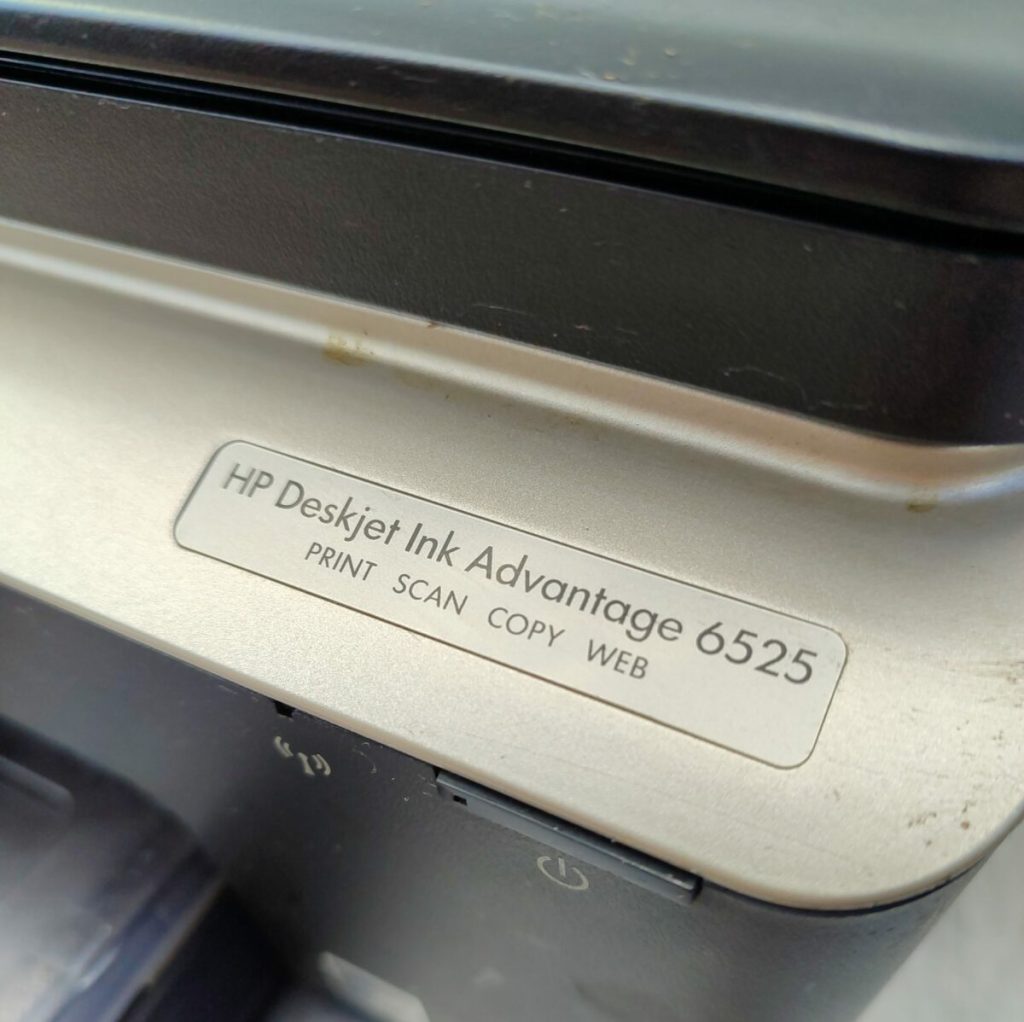 HP Deskjet Ink Advantage 6525
PRINT SCAN COPY WEB